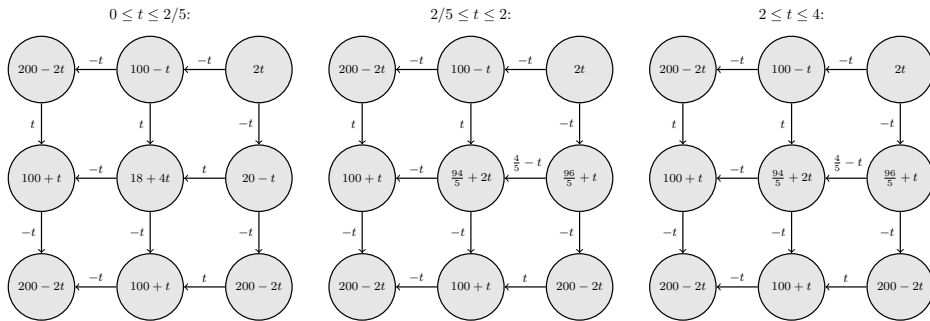 0 ≤ t ≤ 2/5:
−t −t
200 − 2t 100 − t 2t
t t −t
−t t
100 + t 18 + 4t 20 − t
−t −t −t
−t t
200 − 2t 100 + t 200 − 2t
2/5 ≤ t ≤ 2:
−t −t
200 − 2t 100 − t 2t
t t −t
−t 4/5 − t
100 + t 94/5 + 2t 96/5 + t
−t −t −t
−t t
200 − 2t 100 + t 200 − 2t
2 ≤ t ≤ 4:
−t −t
200 − 2t 100 − t 2t
t t −t
−t 4/5 − t
100 + t 94/5 + 2t 96/5 + t
−t −t −t
−t −t
200 − 2t 100 + t 200 − 2t